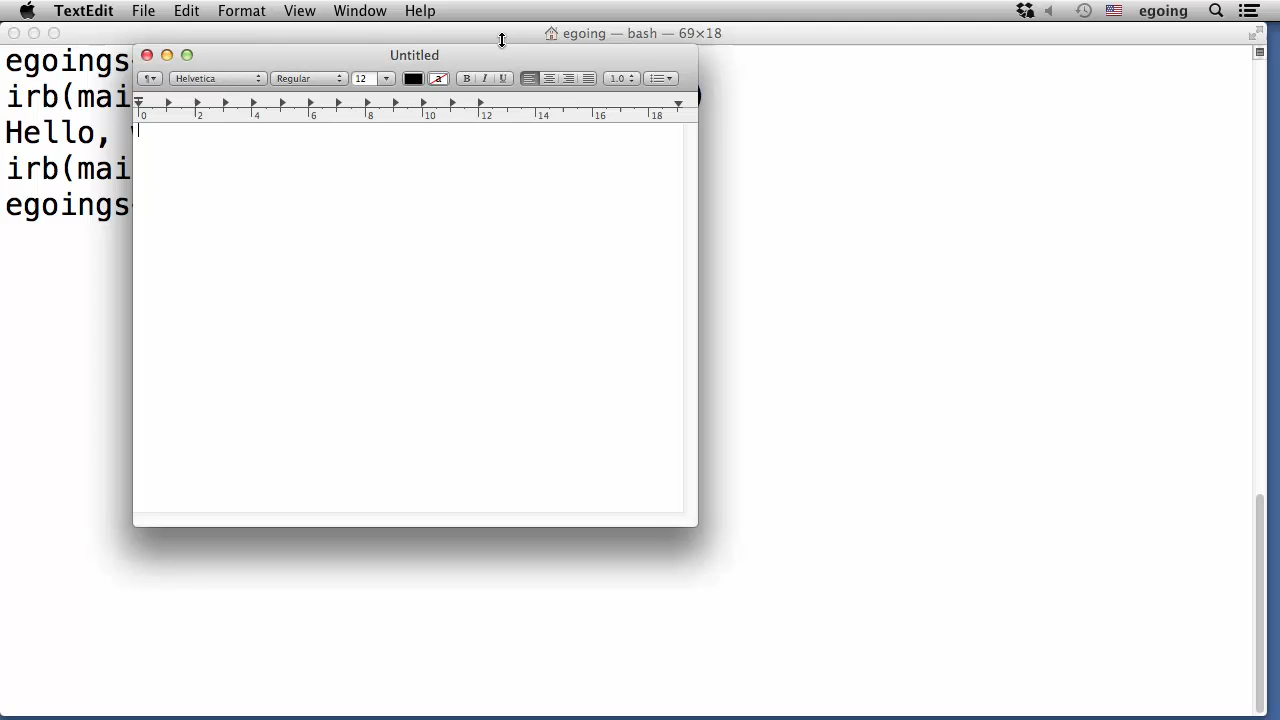 TextEdit File Edit Format View Window Help egoing
egoing — bash — 69×18
Untitled
egoings
Helvetica Regular 12 a B I U 1.0
irb(mai
0 2 4 6 8 10 12 14 16 18
Hello,
irb(mai
egoings